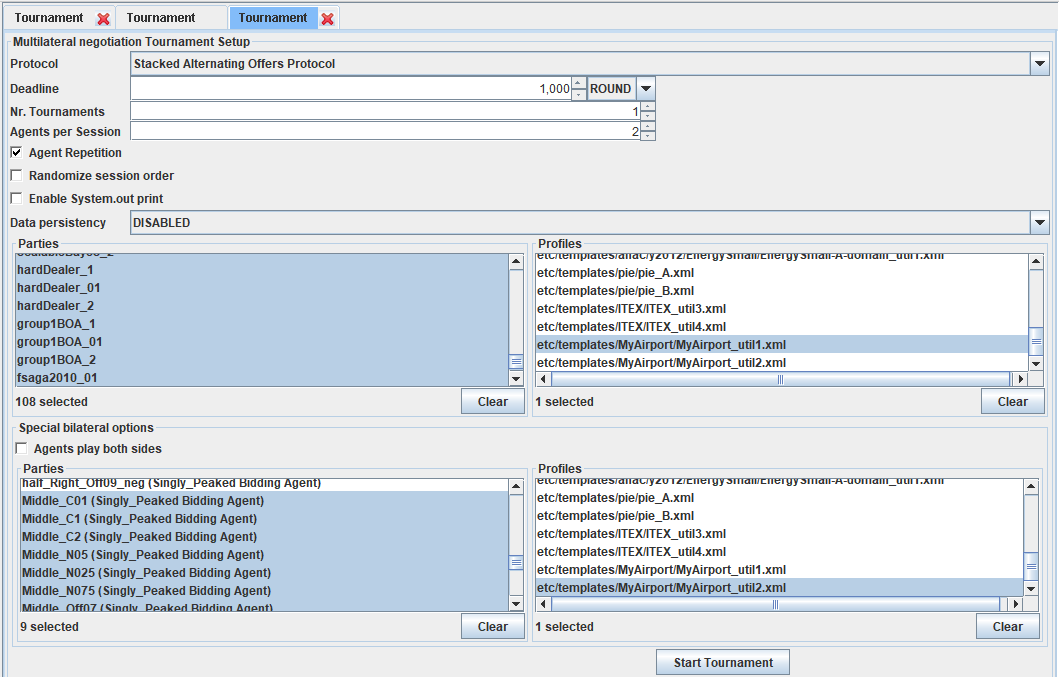 Tournament Tournament Tournament
Multilateral negotiation Tournament Setup
Protocol Stacked Alternating Offers Protocol
Deadline 1,000 ROUND
Nr. Tournaments 1
Agents per Session 2
Agent Repetition
Randomize session order
Enable System.out print
Data persistency DISABLED
Parties
hardDealer_1
hardDealer_01
hardDealer_2
group1BOA_1
group1BOA_01
group1BOA_2
fsaga2010_01
108 selected
Clear
Profiles
etc/templates/anac/y2012/EnergySmall/EnergySmall-A-domain_util1.xml
etc/templates/pie/pie_A.xml
etc/templates/pie/pie_B.xml
etc/templates/ITEX/ITEX_util3.xml
etc/templates/ITEX/ITEX_util4.xml
etc/templates/MyAirport/MyAirport_util1.xml
etc/templates/MyAirport/MyAirport_util2.xml
1 selected
Clear
Special bilateral options
Agents play both sides
Parties
half_Right_Off09_neg (Singly_Peaked Bidding Agent)
Middle_C01 (Singly_Peaked Bidding Agent)
Middle_C1 (Singly_Peaked Bidding Agent)
Middle_C2 (Singly_Peaked Bidding Agent)
Middle_N05 (Singly_Peaked Bidding Agent)
Middle_N025 (Singly_Peaked Bidding Agent)
Middle_N075 (Singly_Peaked Bidding Agent)
Middle_Off07 (Singly_Peaked Bidding Agent)
9 selected
Clear
Profiles
etc/templates/anac/y2012/EnergySmall/EnergySmall-A-domain_util1.xml
etc/templates/pie/pie_A.xml
etc/templates/pie/pie_B.xml
etc/templates/ITEX/ITEX_util3.xml
etc/templates/ITEX/ITEX_util4.xml
etc/templates/MyAirport/MyAirport_util1.xml
etc/templates/MyAirport/MyAirport_util2.xml
1 selected
Clear
Start Tournament